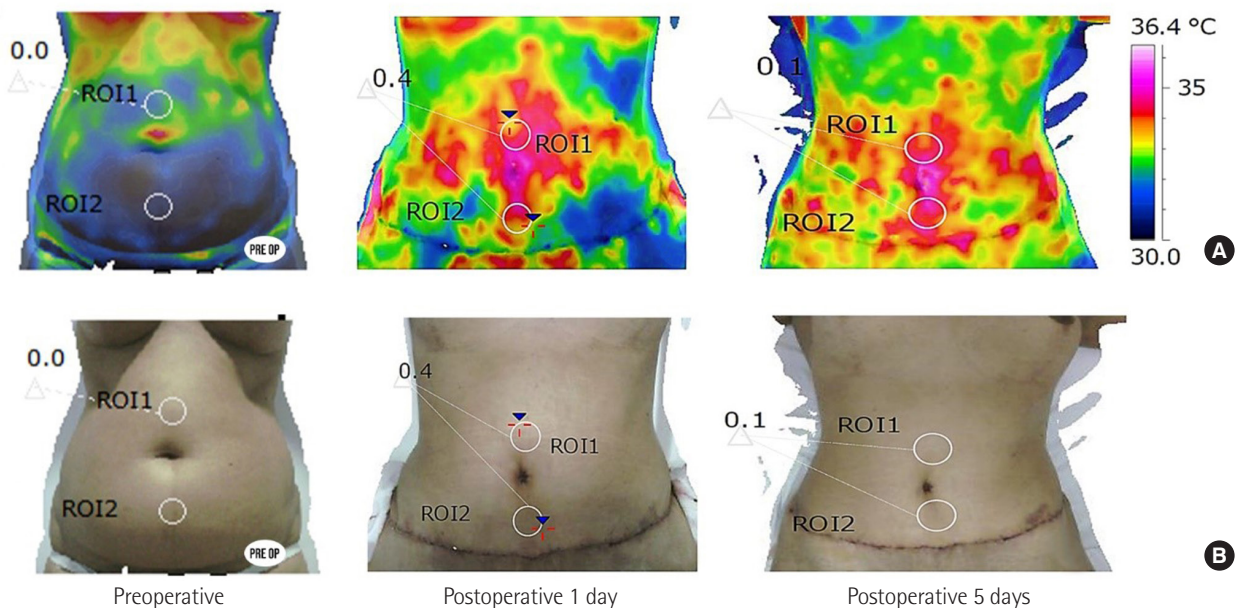 0.0
ROI1
ROI2
PRE OP
0.4
ROI1
ROI2
0.1
ROI1
ROI2
36.4 °C
35
30.0
A
0.0
ROI1
ROI2
PRE OP
0.4
ROI1
ROI2
0.1
ROI1
ROI2
B
Preoperative
Postoperative 1 day
Postoperative 5 days